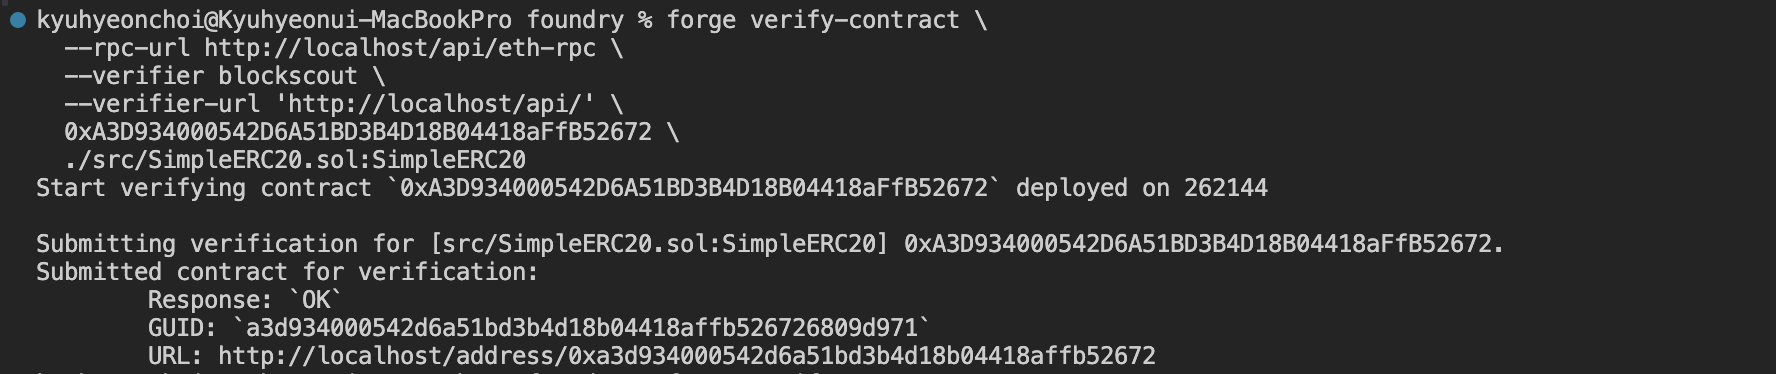 kyuhyeonchoi@Kyuhyeonui-MacBookPro foundry % forge verify-contract \
--rpc-url http://localhost/api/eth-rpc \
--verifier blockscout \
--verifier-url 'http://localhost/api/' \
0xA3D934000542D6A51BD3B4D18B04418aFfB52672 \
./src/SimpleERC20.sol:SimpleERC20
Start verifying contract `0xA3D934000542D6A51BD3B4D18B04418aFfB52672` deployed on 262144
Submitting verification for [src/SimpleERC20.sol:SimpleERC20] 0xA3D934000542D6A51BD3B4D18B04418aFfB52672.
Submitted contract for verification:
Response: `OK`
GUID: `a3d934000542d6a51bd3b4d18b04418affb526726809d971`
URL: http://localhost/address/0xa3d934000542d6a51bd3b4d18b04418affb52672